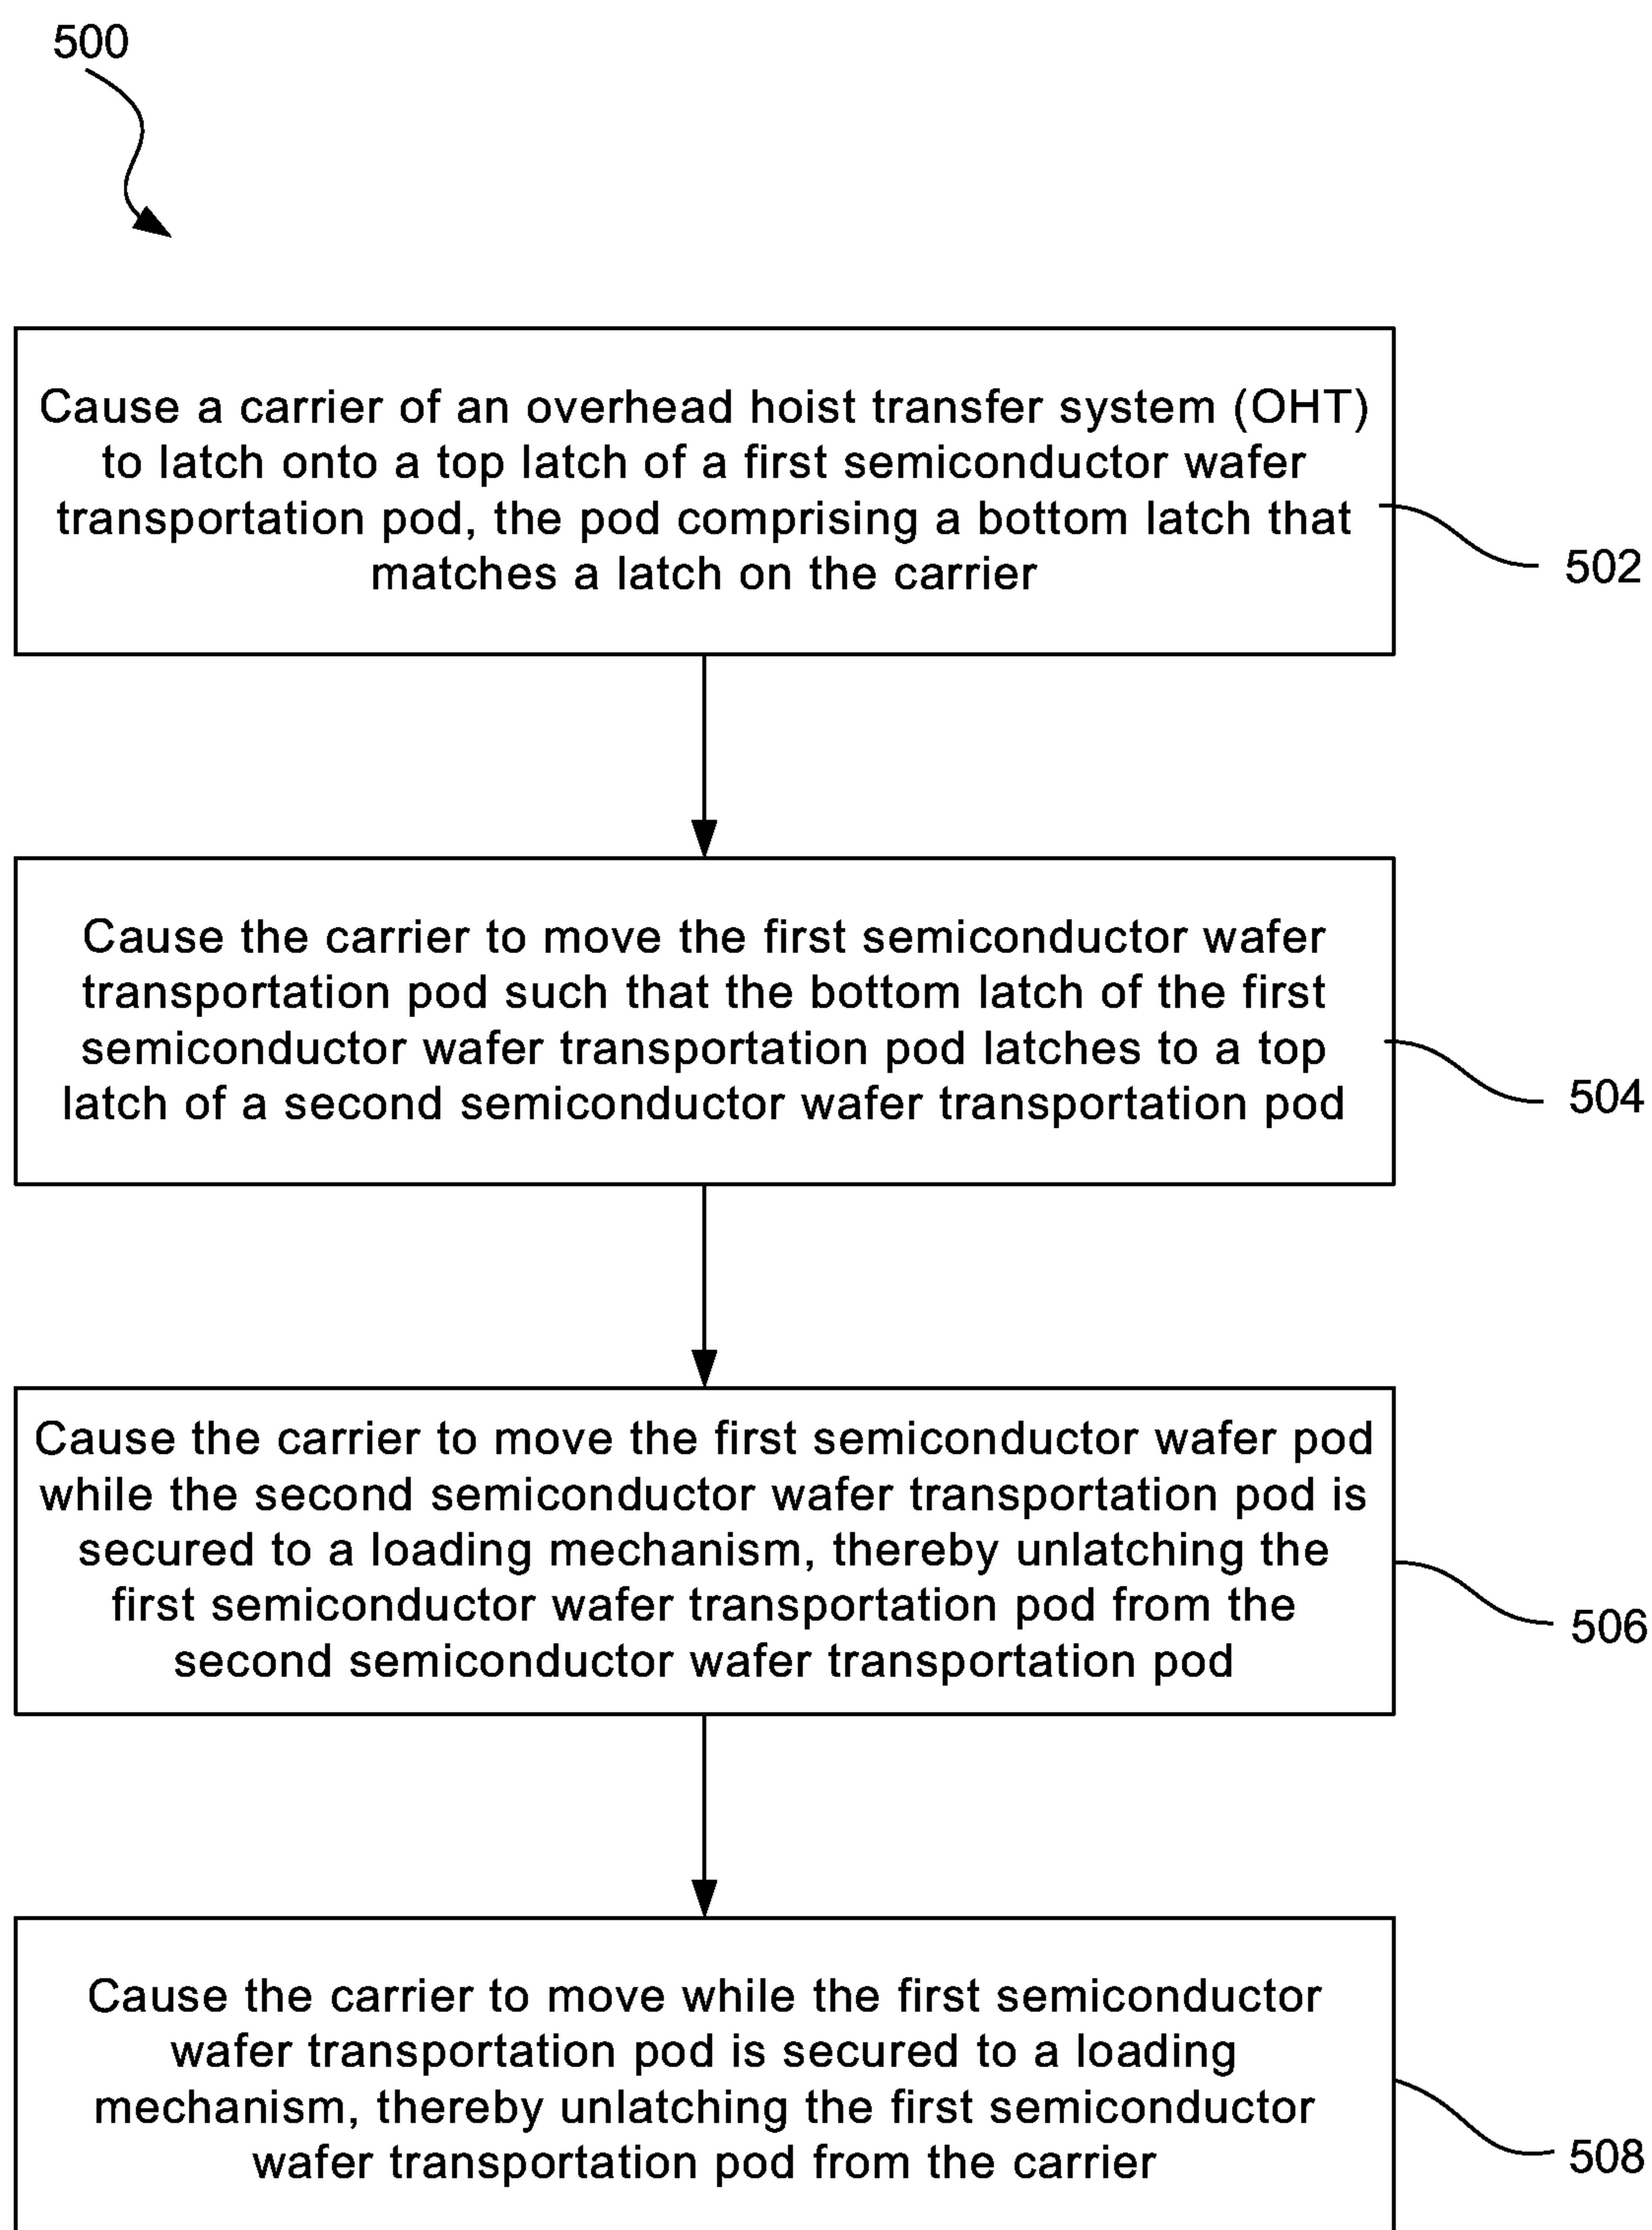 500
Cause a carrier of an overhead hoist transfer system (OHT)
to latch onto a top latch of a first semiconductor wafer
transportation pod, the pod comprising a bottom latch that
matches a latch on the carrier
502
Cause the carrier to move the first semiconductor wafer
transportation pod such that the bottom latch of the first
semiconductor wafer transportation pod latches to a top
latch of a second semiconductor wafer transportation pod
504
Cause the carrier to move the first semiconductor wafer pod
while the second semiconductor wafer transportation pod is
secured to a loading mechanism, thereby unlatching the
first semiconductor wafer transportation pod from the
second semiconductor wafer transportation pod
506
Cause the carrier to move while the first semiconductor
wafer transportation pod is secured to a loading
mechanism, thereby unlatching the first semiconductor
wafer transportation pod from the carrier
508